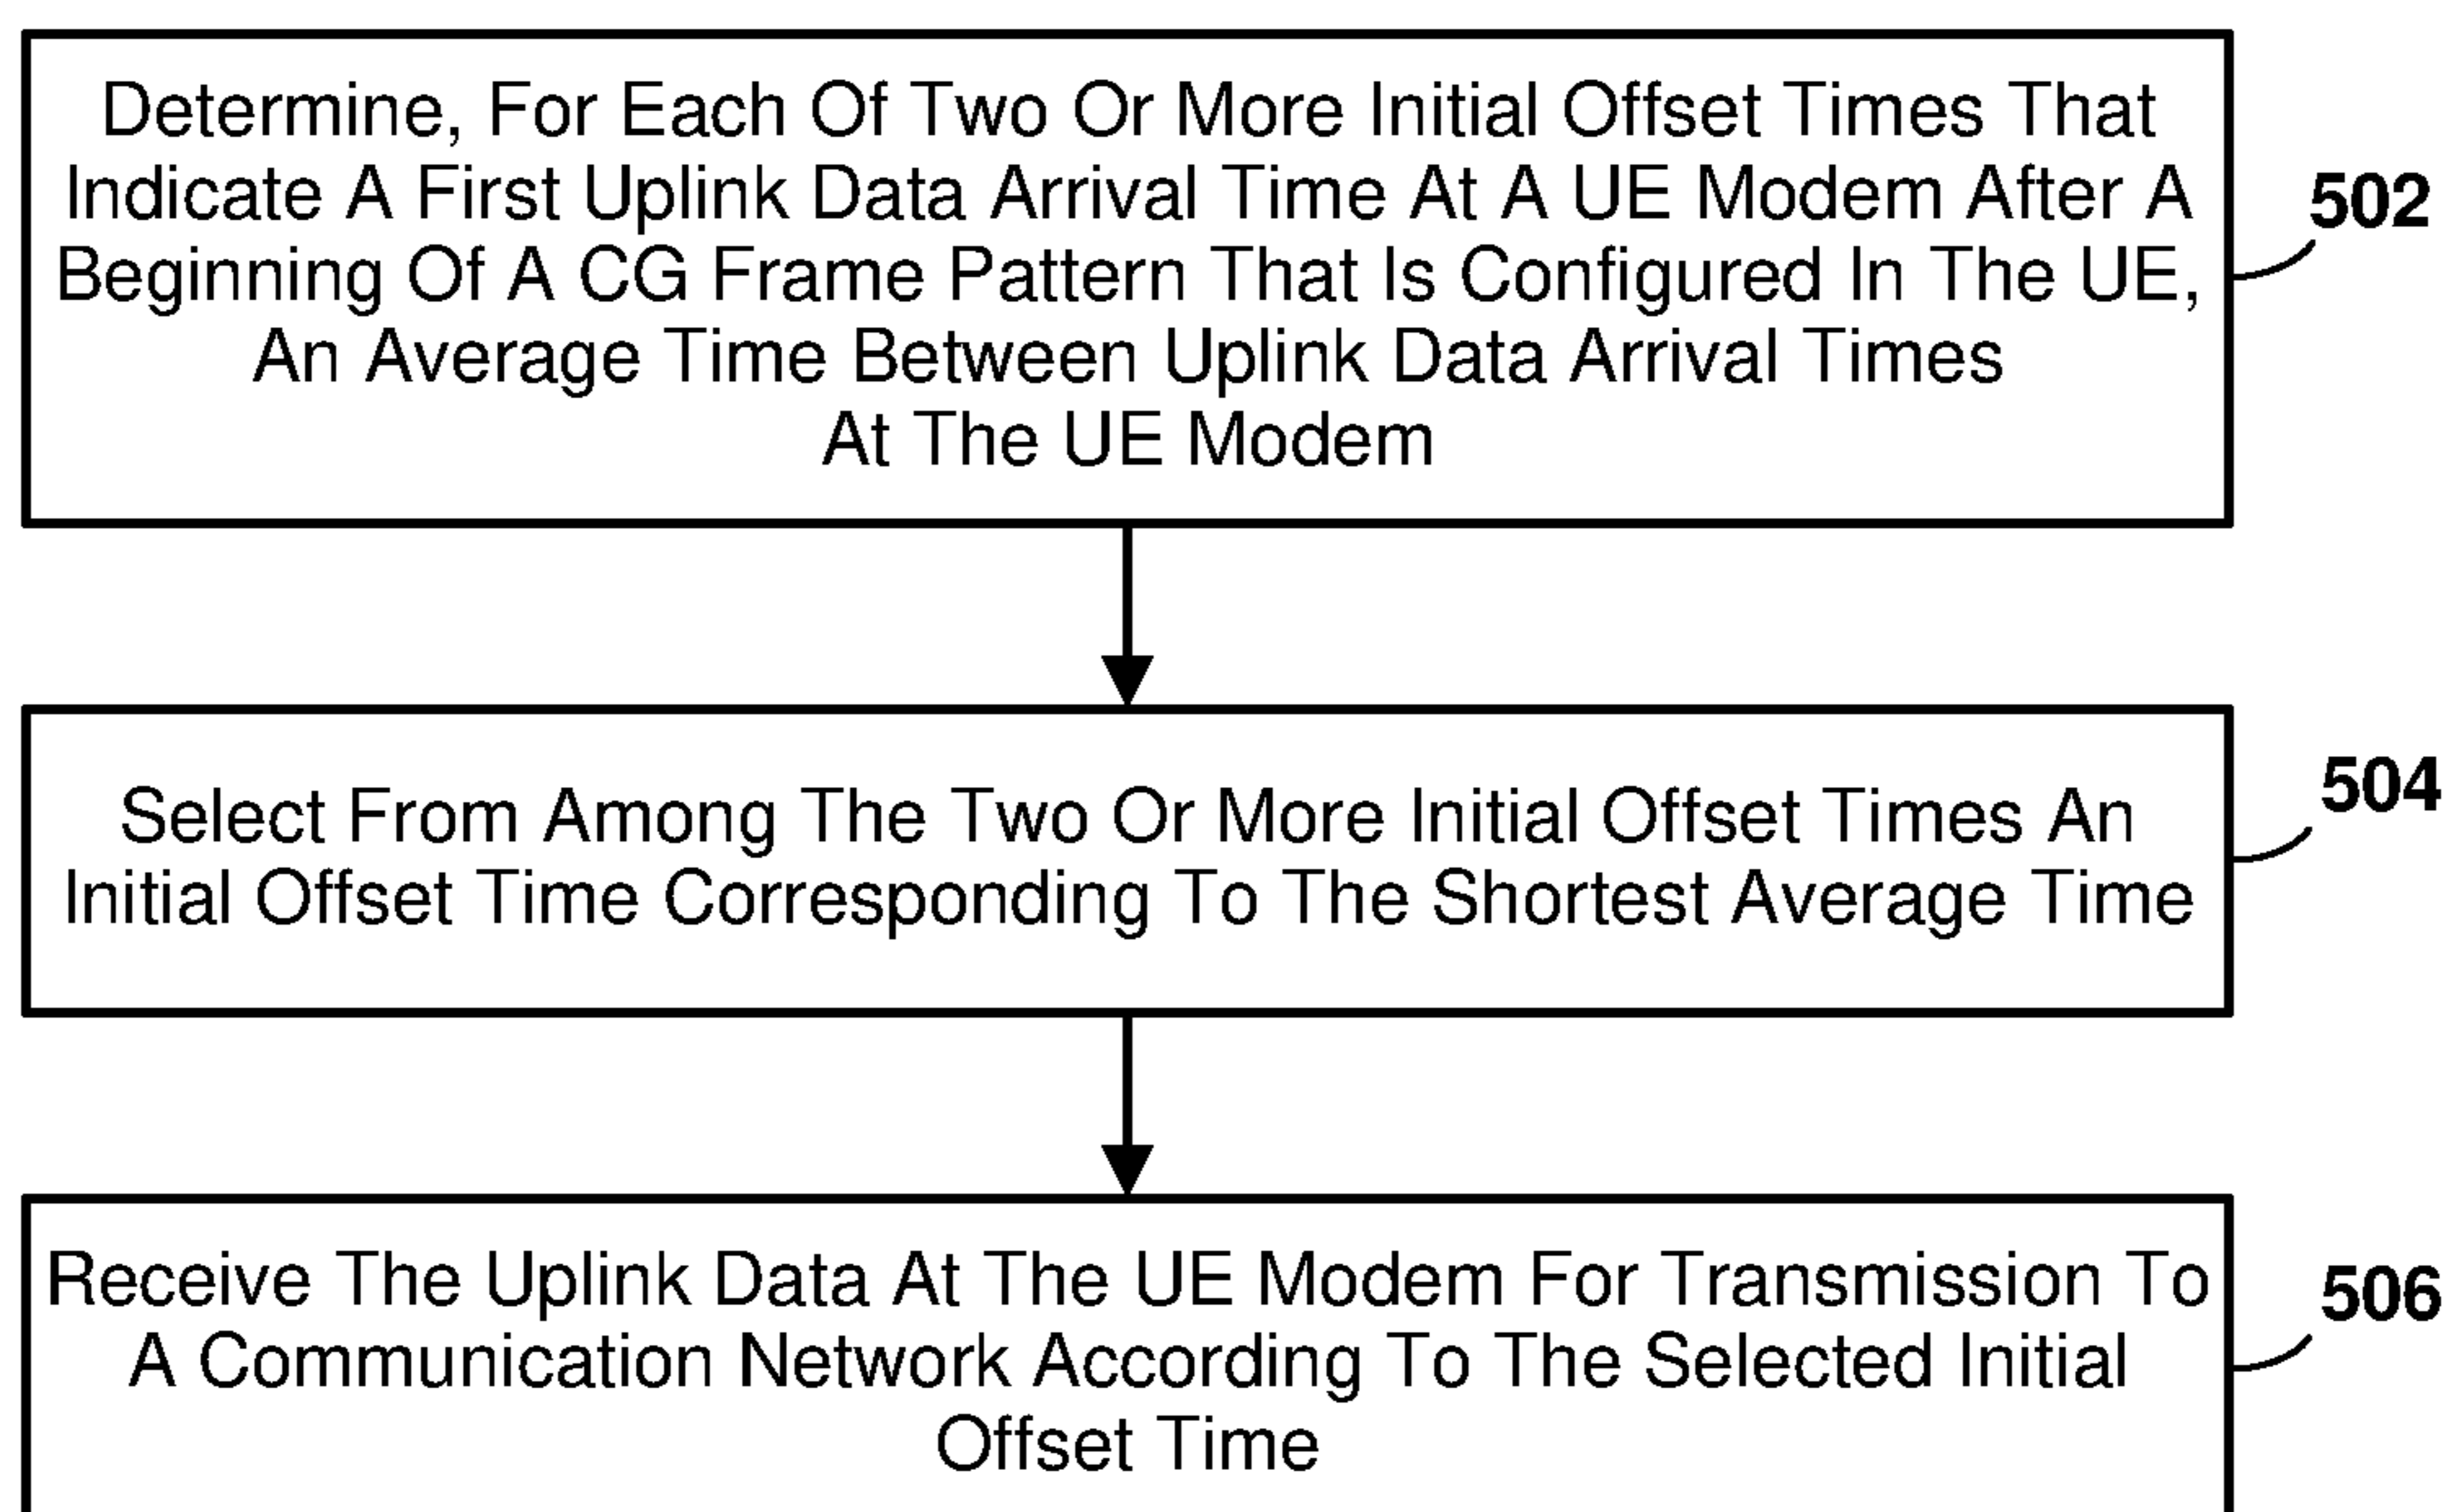 Determine, For Each Of Two Or More Initial Offset Times That
Indicate A First Uplink Data Arrival Time At A UE Modem After A
Beginning Of A CG Frame Pattern That Is Configured In The UE,
An Average Time Between Uplink Data Arrival Times
At The UE Modem
502
Select From Among The Two Or More Initial Offset Times An
Initial Offset Time Corresponding To The Shortest Average Time
504
Receive The Uplink Data At The UE Modem For Transmission To
A Communication Network According To The Selected Initial
Offset Time
506